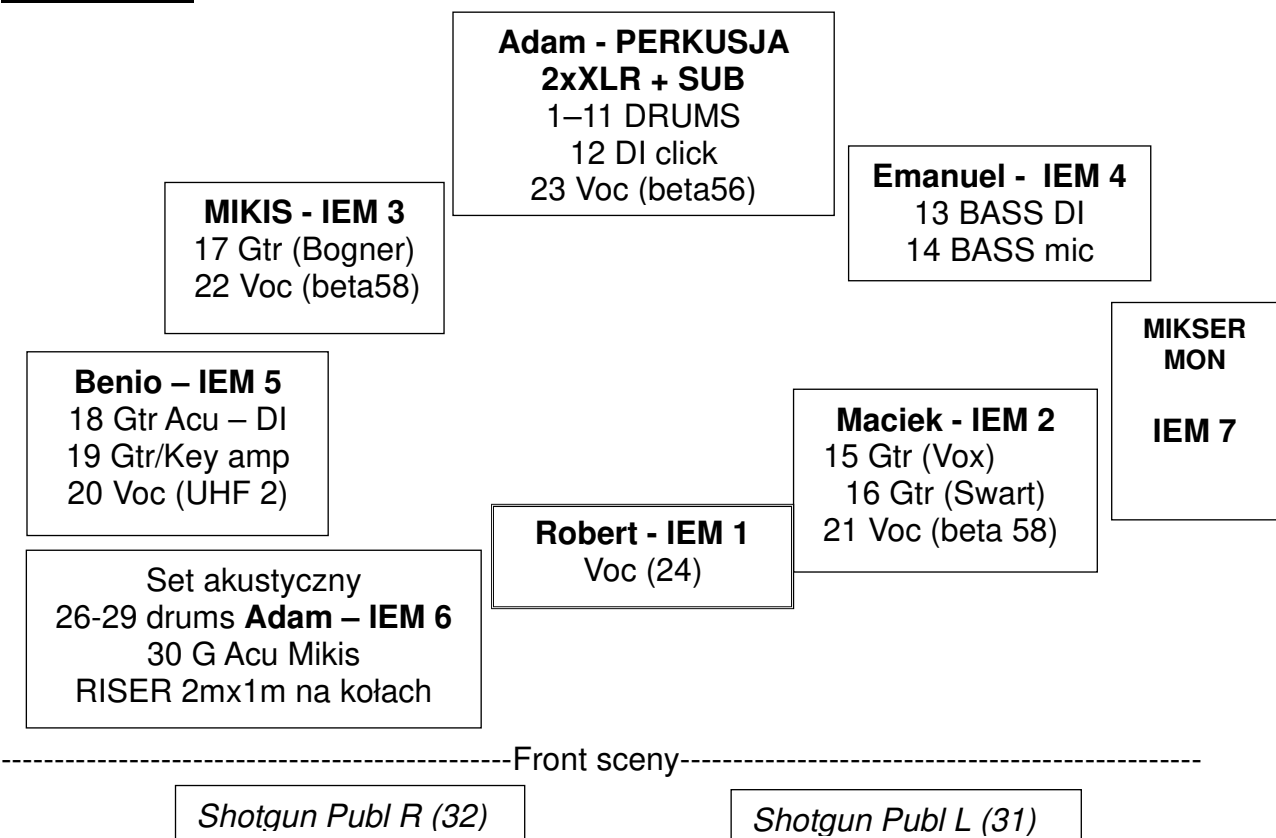 Adam - PERKUSJA
2xXLR + SUB
1–11 DRUMS
12 DI click
23 Voc (beta56)
Emanuel - IEM 4
13 BASS DI
14 BASS mic
MIKIS - IEM 3
17 Gtr (Bogner)
22 Voc (beta58)
MIKSER
MON
IEM 7
Benio – IEM 5
18 Gtr Acu – DI
19 Gtr/Key amp
20 Voc (UHF 2)
Maciek - IEM 2
15 Gtr (Vox)
16 Gtr (Swart)
21 Voc (beta 58)
Robert - IEM 1
Voc (24)
Set akustyczny
26-29 drums Adam – IEM 6
30 G Acu Mikis
RISER 2mx1m na kołach
------------------------------------------------Front sceny-------------------------------------------------
Shotgun Publ R (32)
Shotgun Publ L (31)